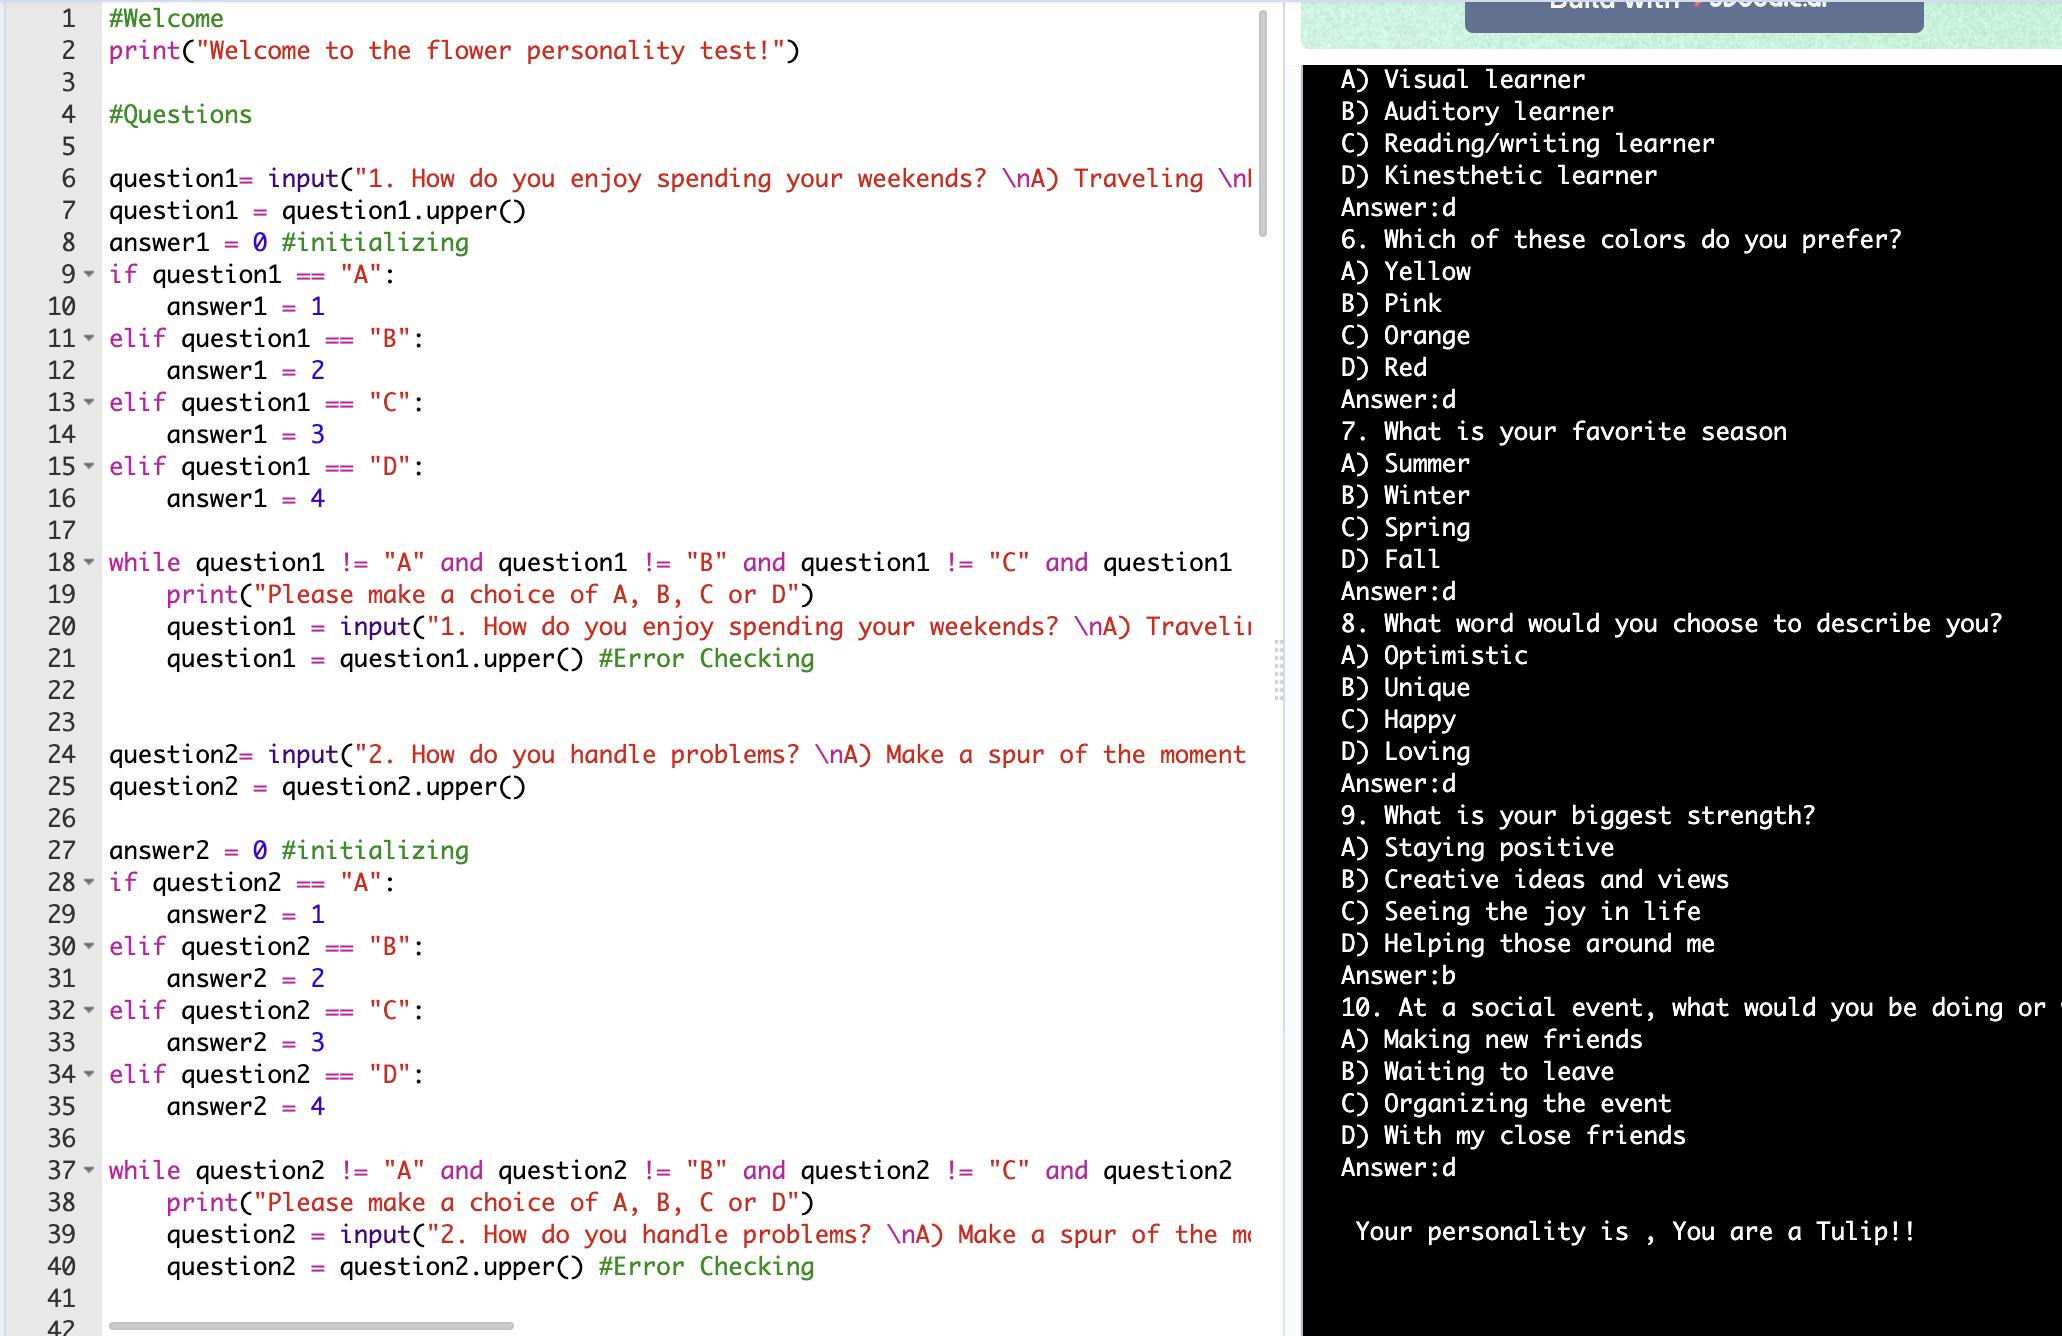 1 #Welcome
2 print("Welcome to the flower personality test!")
3
4 #Questions
5
6 question1= input("1. How do you enjoy spending your weekends? \nA) Traveling \n
7 question1 = question1.upper()
8 answer1 = 0 #initializing
9 if question1 == "A":
10     answer1 = 1
11 elif question1 == "B":
12     answer1 = 2
13 elif question1 == "C":
14     answer1 = 3
15 elif question1 == "D":
16     answer1 = 4
17
18 while question1 != "A" and question1 != "B" and question1 != "C" and question1
19     print("Please make a choice of A, B, C or D")
20     question1 = input("1. How do you enjoy spending your weekends? \nA)
21     question1 = question1.upper() #Error Checking
22
23
24 question2= input("2. How do you handle problems? \nA) Make a spur of the moment
25 question2 = question2.upper()
26
27 answer2 = 0 #initializing
28 if question2 == "A":
29     answer2 = 1
30 elif question2 == "B":
31     answer2 = 2
32 elif question2 == "C":
33     answer2 = 3
34 elif question2 == "D":
35     answer2 = 4
36
37 while question2 != "A" and question2 != "B" and question2 != "C" and question2
38     print("Please make a choice of A, B, C or D")
39     question2 = input("2. How do you handle problems? \nA) Make a spur of the
40     question2 = question2.upper() #Error Checking
41
42
Build with
A) Visual learner
B) Auditory learner
C) Reading/writing learner
D) Kinesthetic learner
Answer:d
6. Which of these colors do you prefer?
A) Yellow
B) Pink
C) Orange
D) Red
Answer:d
7. What is your favorite season
A) Summer
B) Winter
C) Spring
D) Fall
Answer:d
8. What word would you choose to describe you?
A) Optimistic
B) Unique
C) Happy
D) Loving
Answer:d
9. What is your biggest strength?
A) Staying positive
B) Creative ideas and views
C) Seeing the joy in life
D) Helping those around me
Answer:b
10. At a social event, what would you be doing or
A) Making new friends
B) Waiting to leave
C) Organizing the event
D) With my close friends
Answer:d
Your personality is , You are a Tulip!!